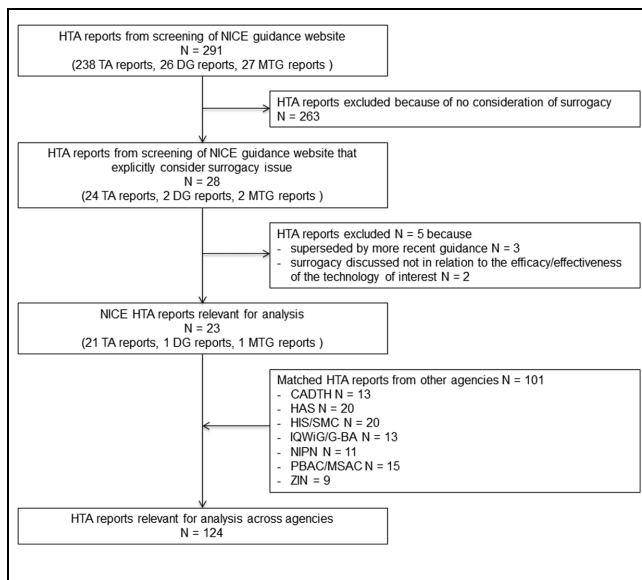 HTA reports from screening of NICE guidance website
N = 291
(238 TA reports, 26 DG reports, 27 MTG reports )
HTA reports excluded because of no consideration of surrogacy
N = 263
HTA reports from screening of NICE guidance website that
explicitly consider surrogacy issue
N = 28
(24 TA reports, 2 DG reports, 2 MTG reports )
HTA reports excluded N = 5 because
- superseded by more recent guidance N = 3
- surrogacy discussed not in relation to the efficacy/effectiveness
of the technology of interest N = 2
NICE HTA reports relevant for analysis
N = 23
(21 TA reports, 1 DG reports, 1 MTG reports )
Matched HTA reports from other agencies N = 101
- CADTH N = 13
- HAS N = 20
- HIS/SMC N = 20
- IQWiG/G-BA N = 13
- NIPN N = 11
- PBAC/MSAC N = 15
- ZIN = 9
HTA reports relevant for analysis across agencies
N = 124